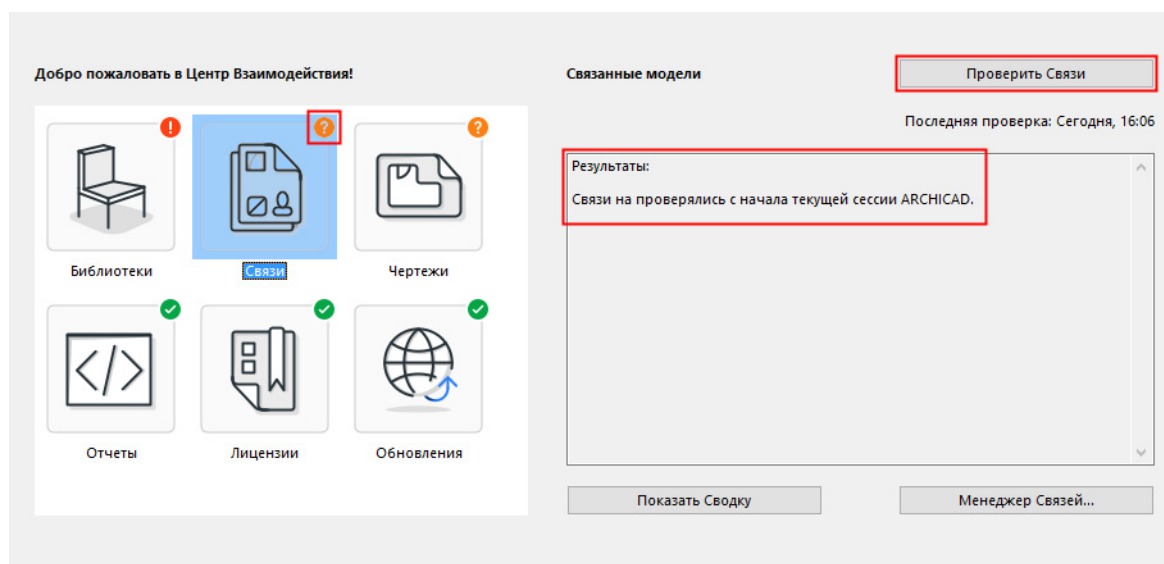 Добро пожаловать в Центр Взаимодействия!
Библиотеки
Связи
Чертежи
Отчеты
Лицензии
Обновления
Связанные модели
Проверить Связи
Последняя проверка: Сегодня, 16:06
Результаты:
Связи на проверялись с начала текущей сессии ARCHICAD.
Показать Сводку
Менеджер Связей...